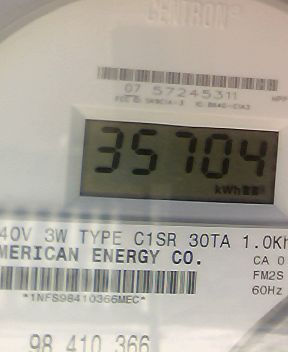 CENTRON®
07 57245311
35704
kWh
40V 3W TYPE C1SR 30TA 1.0Kh
MERICAN ENERGY CO.
CA 0
FM2S
*1NFS98410366MEC*
60Hz
98 410 366